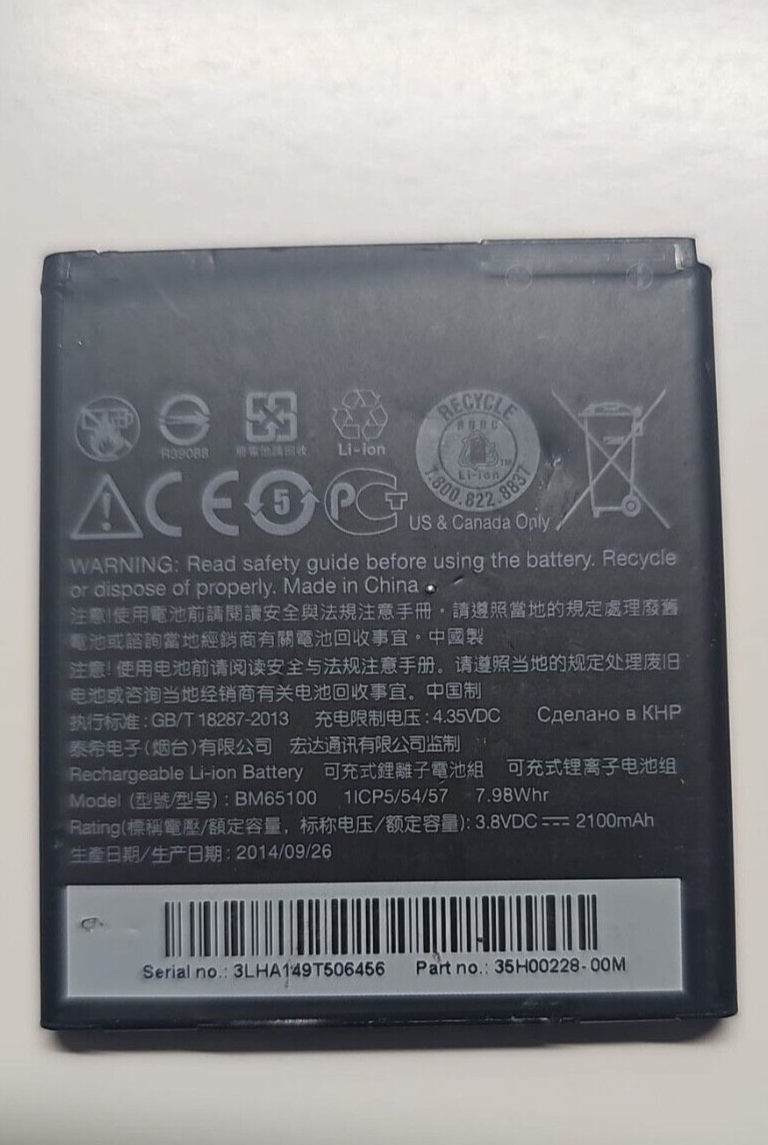 R39088
廢電池請回收
Li-ion
RECYCLE
RBRC
Li-ion TM
1.800.822.8837
5
PCT
CE
US & Canada Only
WARNING: Read safety guide before using the battery. Recycle
or dispose of properly. Made in China
注意!使用電池前請閱讀安全與法規注意手冊。請遵照當地的規定處理廢舊
電池或諮詢當地經銷商有關電池回收事宜。中國製
注意! 使用电池前请阅读安全与法规注意手册。请遵照当地的规定处理废旧
电池或咨询当地经销商有关电池回收事宜。中国制
执行标准:GB/T 18287-2013 充电限制电压:4.35VDC Сделано в КНР
泰希电子(烟台)有限公司 宏达通讯有限公司监制
Rechargeable Li-ion Battery 可充式鋰離子電池組 可充式锂离子电池组
Model (型號/型号) : BM65100 1ICP5/54/57 7.98Whr
Rating(標稱電壓/額定容量, 标称电压/额定容量): 3.8VDC 2100mAh
生產日期/生产日期: 2014/09/26
Serial no.: 3LHA149T506456 Part no.: 35H00228-00M